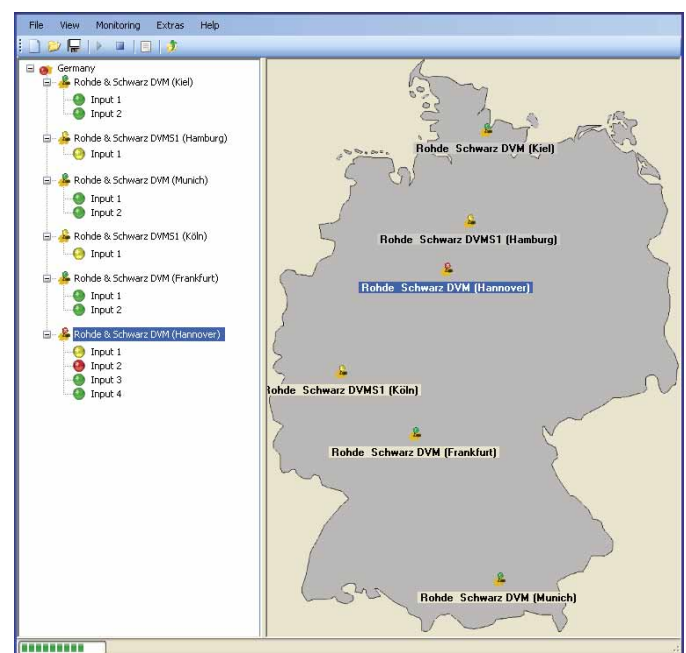 File View Monitoring Extras Help
Germany
Rohde & Schwarz DVM (Kiel)
Input 1
Input 2
Rohde & Schwarz DVMS1 (Hamburg)
Input 1
Rohde & Schwarz DVM (Munich)
Input 1
Input 2
Rohde & Schwarz DVMS1 (Köln)
Input 1
Rohde & Schwarz DVM (Frankfurt)
Input 1
Input 2
Rohde & Schwarz DVM (Hannover)
Input 1
Input 2
Input 3
Input 4
Rohde Schwarz DVM (Kiel)
Rohde Schwarz DVMS1 (Hamburg)
Rohde Schwarz DVM (Hannover)
Rohde Schwarz DVMS1 (Köln)
Rohde Schwarz DVM (Frankfurt)
Rohde Schwarz DVM (Munich)